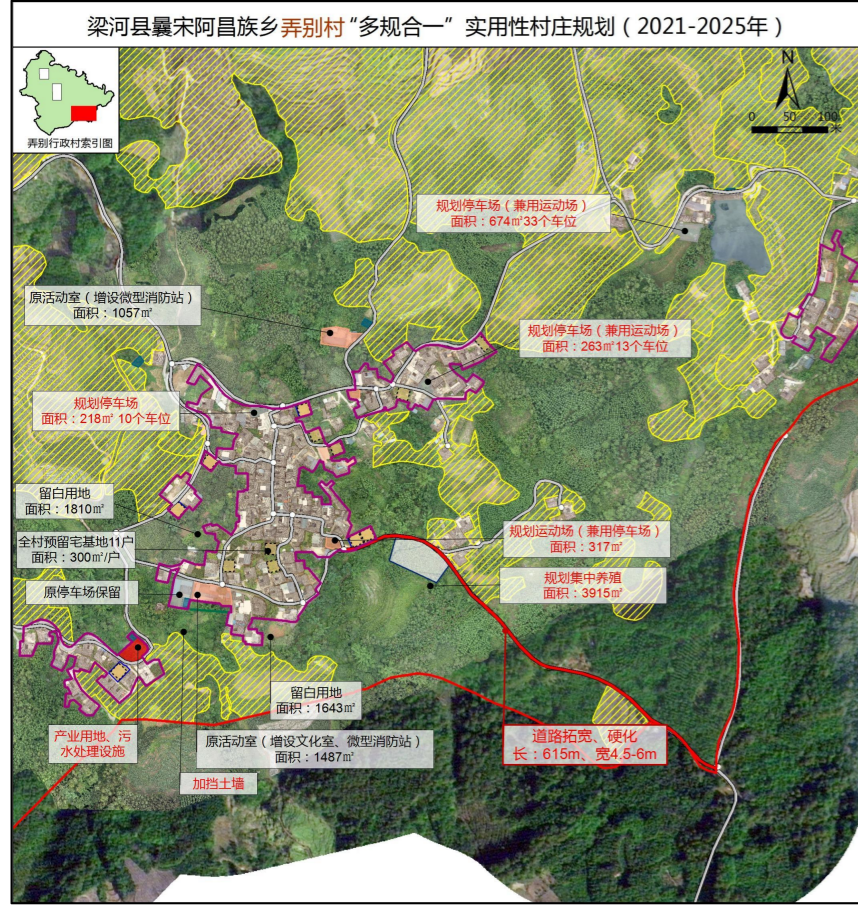 梁河县曩宋阿昌族乡弄别村“多规合一”实用性村庄规划（2021-2025年）
弄别行政村索引图
N
0 50 100
米
规划停车场（兼用运动场）
面积：674㎡33个车位
原活动室（增设微型消防站）
面积：1057㎡
规划停车场（兼用运动场）
面积：263㎡13个车位
规划停车场
面积：218㎡ 10个车位
留白用地
面积：1810㎡
全村预留宅基地11户
面积：300㎡/户
规划运动场（兼用停车场）
面积：317㎡
规划集中养殖
面积：3915㎡
原停车场保留
留白用地
面积：1643㎡
产业用地、污
水处理设施
原活动室（增设文化室、微型消防站）
面积：1487㎡
道路拓宽、硬化
长：615m、宽4.5-6m
加挡土墙